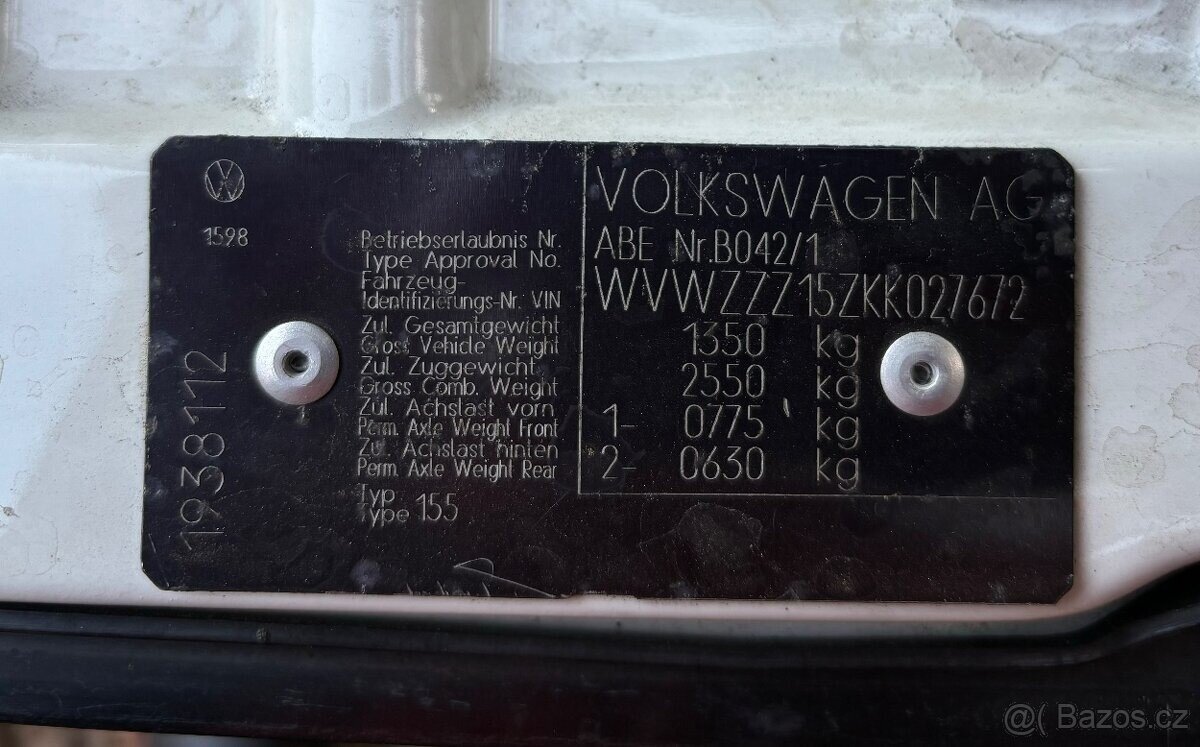 VOLKSWAGEN AG
1598
Betriebserlaubnis Nr. ABE Nr.B042/1
Type Approval No.
Fahrzeug-
Identifizierungs-Nr. VIN WVWZZZ15ZKK027672
Zul. Gesamtgewicht 1350 kg
Gross Vehicle Weight
Zul. Zuggewicht 2550 kg
Gross Comb. Weight
Zul. Achslast vorn 1- 0775 kg
Perm. Axle Weight Front
Zul. Achslast hinten 2- 0630 kg
Perm. Axle Weight Rear
Typ
Type 155
1938112
@( Bazos.cz